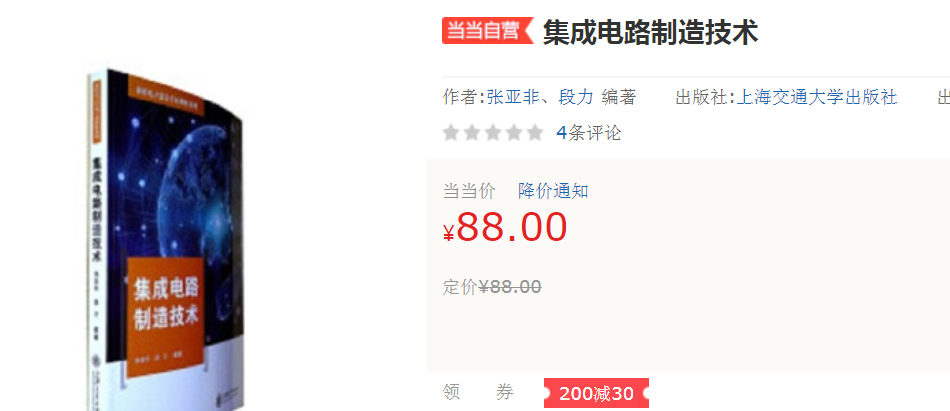 当当自营 集成电路制造技术
作者:张亚非、段力 编著 出版社:上海交通大学出版社 出
4条评论
当当价 降价通知
¥88.00
定价¥88.00
领 券 200减30
集成电路制造技术
集成电路
制造技术